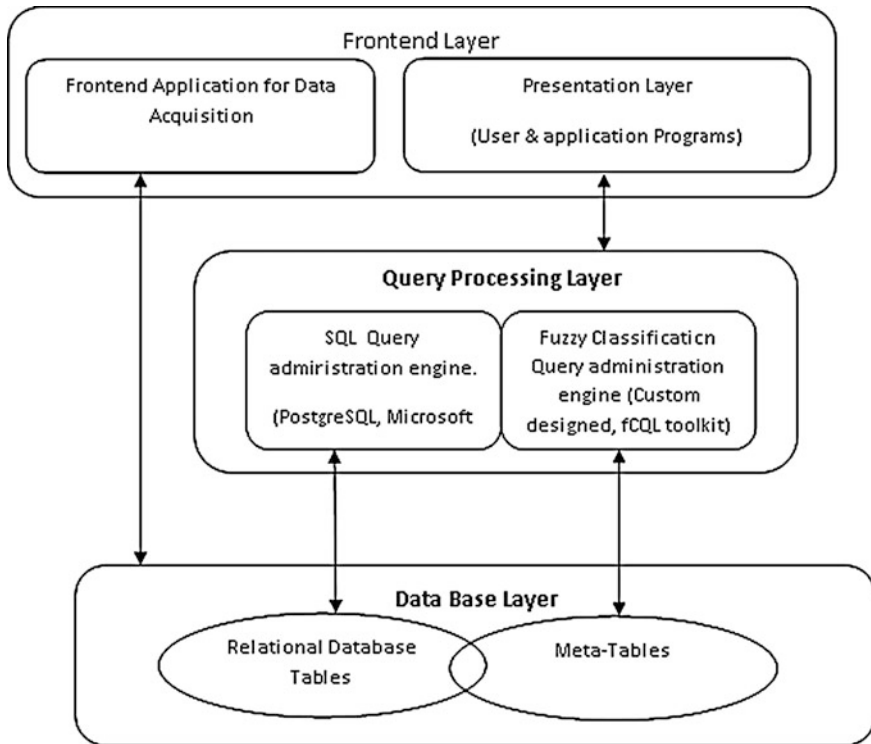 Frontend Layer
Frontend Application for Data
Acquisition
Presentation Layer
(User & application Programs)
Query Processing Layer
SQL Query
admiristration engine.
(PostgreSQL, Microsoft
Fuzzy Classification
Query administration
engine (Custom
designed, fCQL toolkit)
Data Base Layer
Relational Database
Tables
Meta-Tables